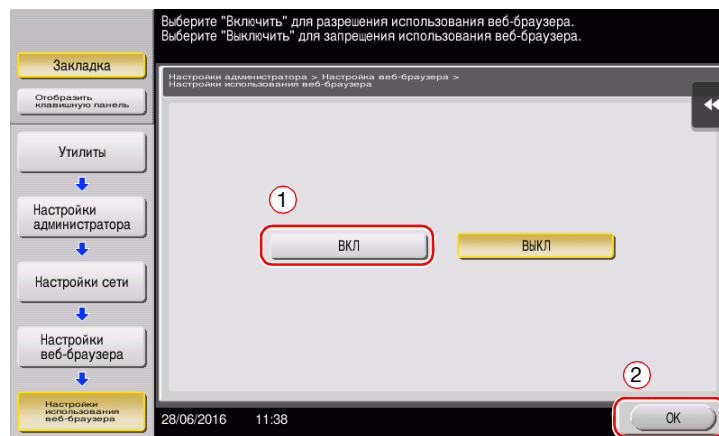 Выберите "Включить" для разрешения использования веб-браузера.
Выберите "Выключить" для запрещения использования веб-браузера.
Закладка
Отобразить
клавишную панель
Настройки администратора > Настройка веб-браузера >
Настройки использования веб-браузера
Утилиты
Настройки
администратора
Настройки сети
Настройки
веб-браузера
Настройки
использования
веб-браузера
1
ВКЛ
ВЫКЛ
2
28/06/2016 11:38
OK